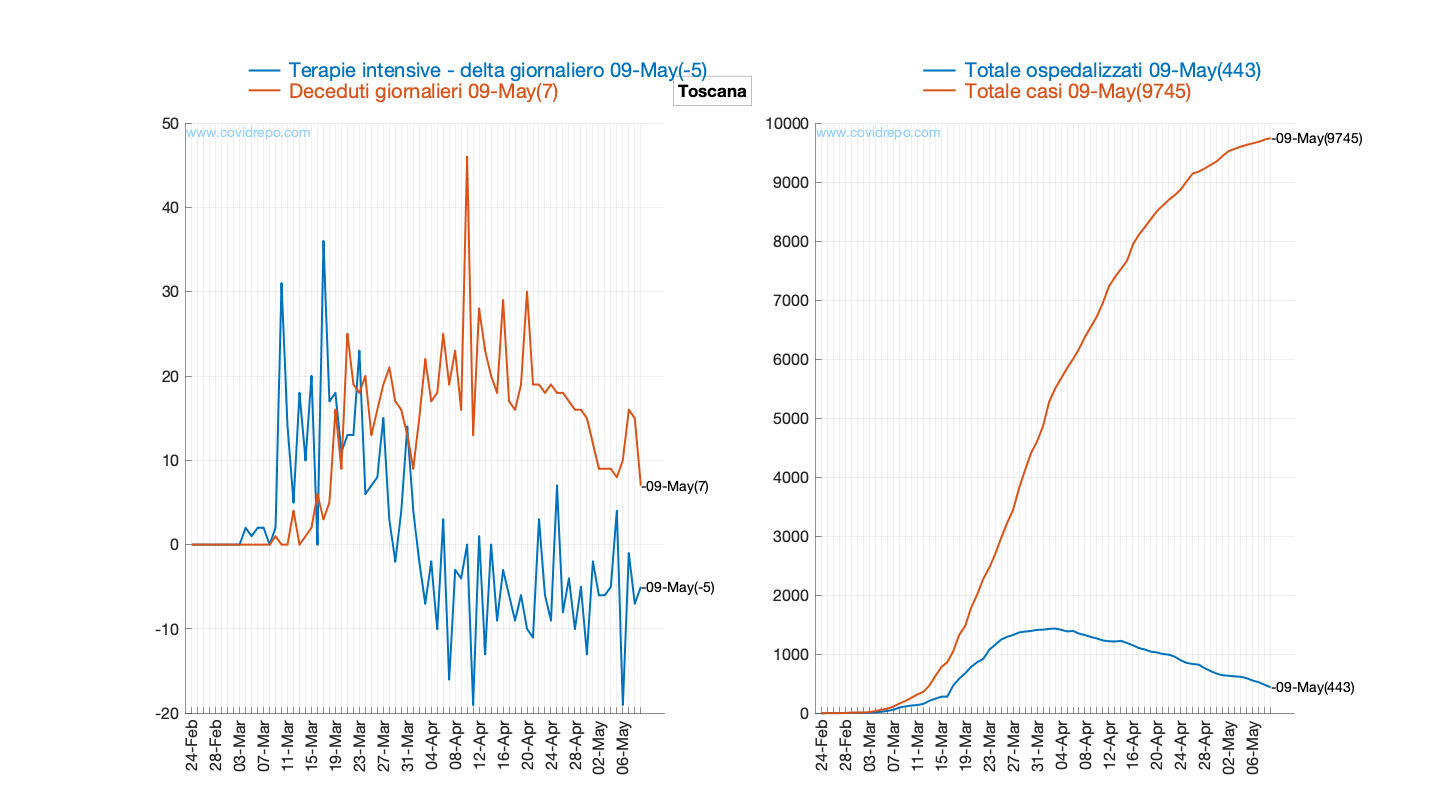 Terapie intensive - delta giornaliero 09-May(-5)
Deceduti giornalieri 09-May(7)
Toscana
Totale ospedalizzati 09-May(443)
Totale casi 09-May(9745)
www.covidrepo.com
50
40
30
20
10
0
-10
-20
-09-May(7)
-09-May(-5)
24-Feb
28-Feb
03-Mar
07-Mar
11-Mar
15-Mar
19-Mar
23-Mar
27-Mar
31-Mar
04-Apr
08-Apr
12-Apr
16-Apr
20-Apr
24-Apr
28-Apr
02-May
06-May
www.covidrepo.com
10000
9000
8000
7000
6000
5000
4000
3000
2000
1000
0
-09-May(9745)
-09-May(443)
24-Feb
28-Feb
03-Mar
07-Mar
11-Mar
15-Mar
19-Mar
23-Mar
27-Mar
31-Mar
04-Apr
08-Apr
12-Apr
16-Apr
20-Apr
24-Apr
28-Apr
02-May
06-May